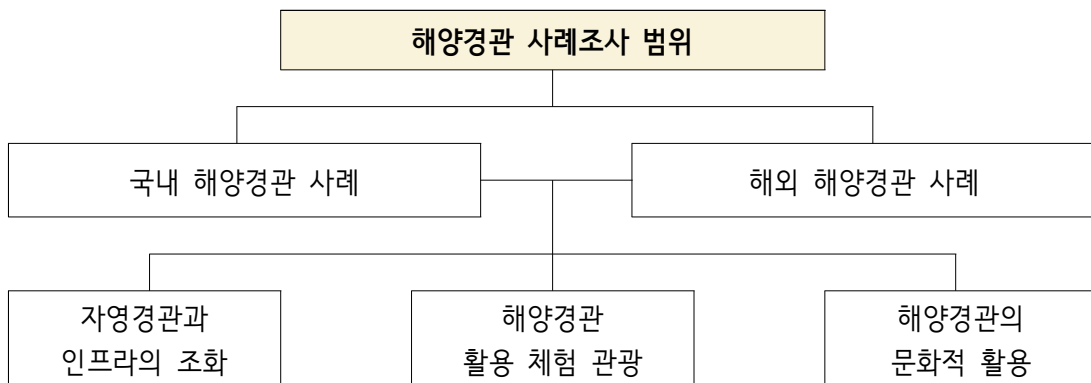 해양경관 사례조사 범위
국내 해양경관 사례
해외 해양경관 사례
자영경관과
인프라의 조화
해양경관
활용 체험 관광
해양경관의
문화적 활용